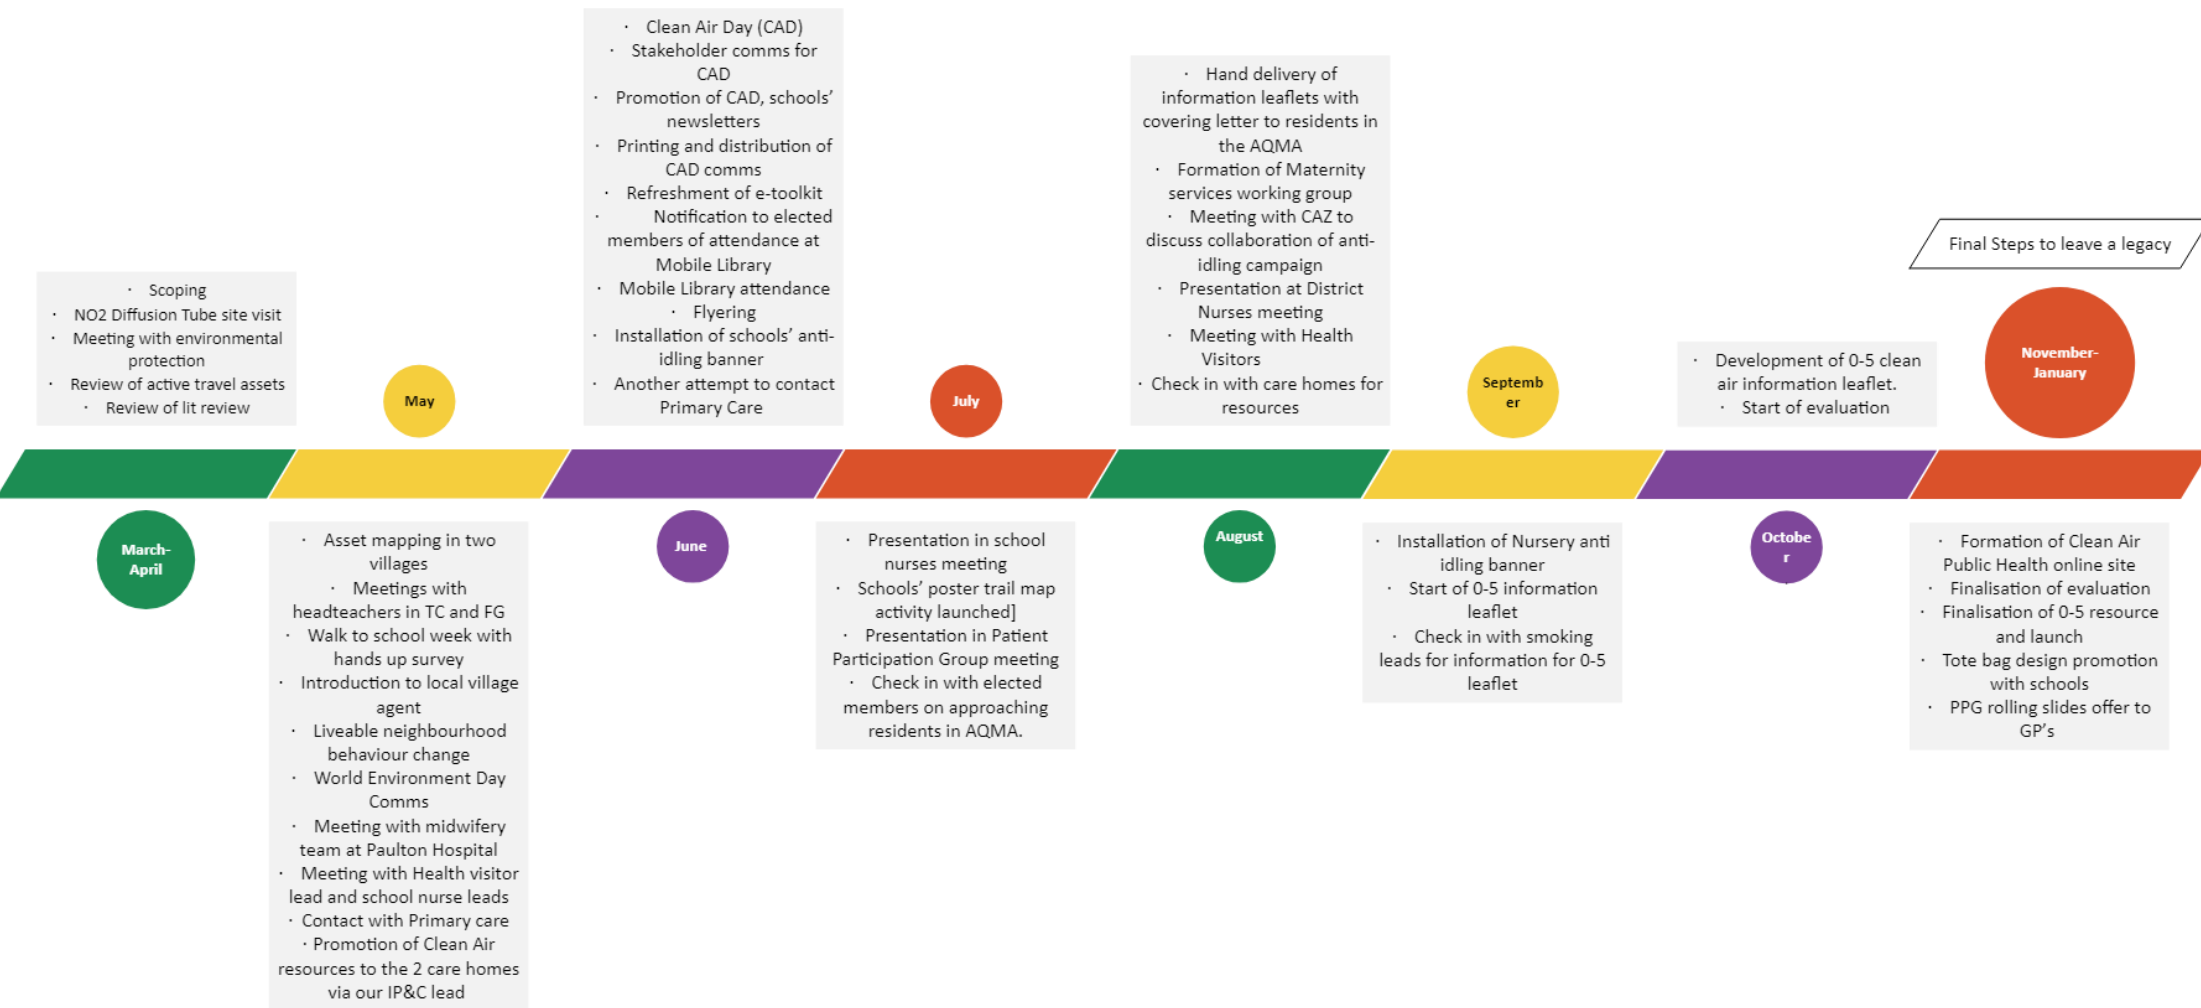 · Scoping
· NO2 Diffusion Tube site visit
· Meeting with environmental
protection
· Review of active travel assets
· Review of lit review
March-
April
May
· Asset mapping in two
villages
· Meetings with
headteachers in TC and FG
· Walk to school week with
hands up survey
· Introduction to local village
agent
· Liveable neighbourhood
behaviour change
· World Environment Day
Comms
· Meeting with midwifery
team at Paulton Hospital
· Meeting with Health visitor
lead and school nurse leads
· Contact with Primary care
· Promotion of Clean Air
resources to the 2 care homes
via our IP&C lead
· Clean Air Day (CAD)
· Stakeholder comms for
CAD
· Promotion of CAD, schools’
newsletters
· Printing and distribution of
CAD comms
· Refreshment of e-toolkit
· Notification to elected
members of attendance at
Mobile Library
· Mobile Library attendance
· Flyering
· Installation of schools’ anti-
idling banner
· Another attempt to contact
Primary Care
June
July
· Presentation in school
nurses meeting
· Schools’ poster trail map
activity launched]
· Presentation in Patient
Participation Group meeting
· Check in with elected
members on approaching
residents in AQMA.
· Hand delivery of
information leaflets with
covering letter to residents in
the AQMA
· Formation of Maternity
services working group
· Meeting with CAZ to
discuss collaboration of anti-
idling campaign
· Presentation at District
Nurses meeting
· Meeting with Health
Visitors
· Check in with care homes for
resources
August
Septemb
er
· Installation of Nursery anti
idling banner
· Start of 0-5 information
leaflet
· Check in with smoking
leads for information for 0-5
leaflet
· Development of 0-5 clean
air information leaflet.
· Start of evaluation
Octobe
r
Final Steps to leave a legacy
November-
January
· Formation of Clean Air
Public Health online site
· Finalisation of evaluation
· Finalisation of 0-5 resource
and launch
· Tote bag design promotion
with schools
· PPG rolling slides offer to
GP’s